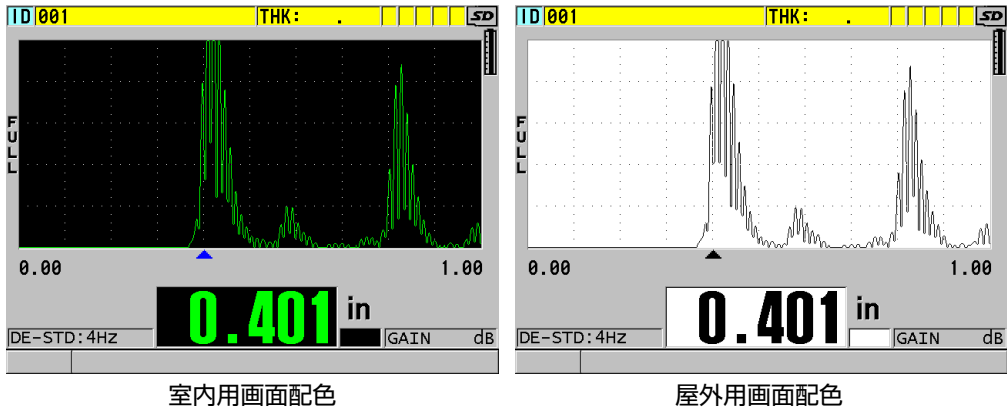 ID 001 THK: . SD
FULL
0.00 1.00
0.401 in
DE-STD:4Hz GAIN dB
室内用画面配色
ID 001 THK: . SD
FULL
0.00 1.00
0.401 in
DE-STD:4Hz GAIN dB
屋外用画面配色